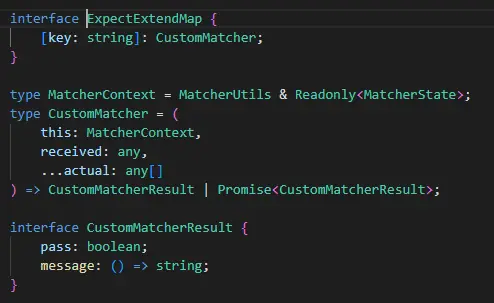 interface ExpectExtendMap {
    [key: string]: CustomMatcher;
}

type MatcherContext = MatcherUtils & Readonly<MatcherState>;
type CustomMatcher = (
    this: MatcherContext,
    received: any,
    ...actual: any[]
) => CustomMatcherResult | Promise<CustomMatcherResult>;

interface CustomMatcherResult {
    pass: boolean;
    message: () => string;
}